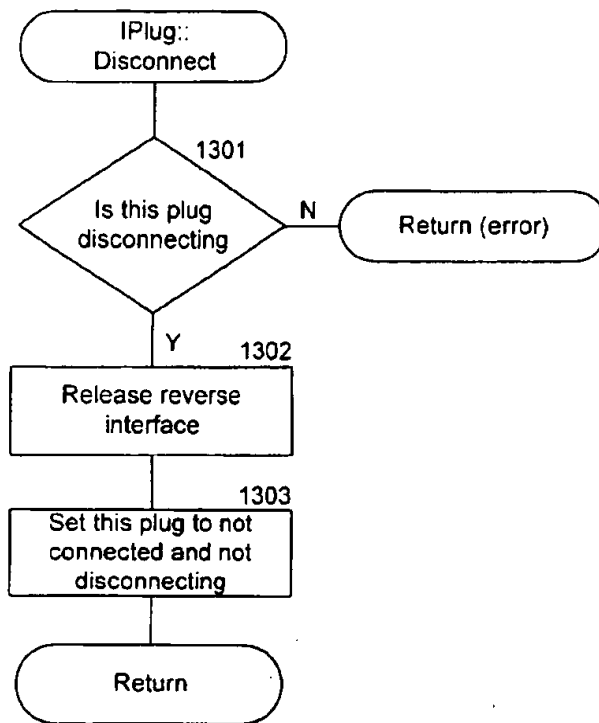 IPlug::
Disconnect
1301
Is this plug
disconnecting
N
Return (error)
Y
1302
Release reverse
interface
1303
Set this plug to not
connected and not
disconnecting
Return